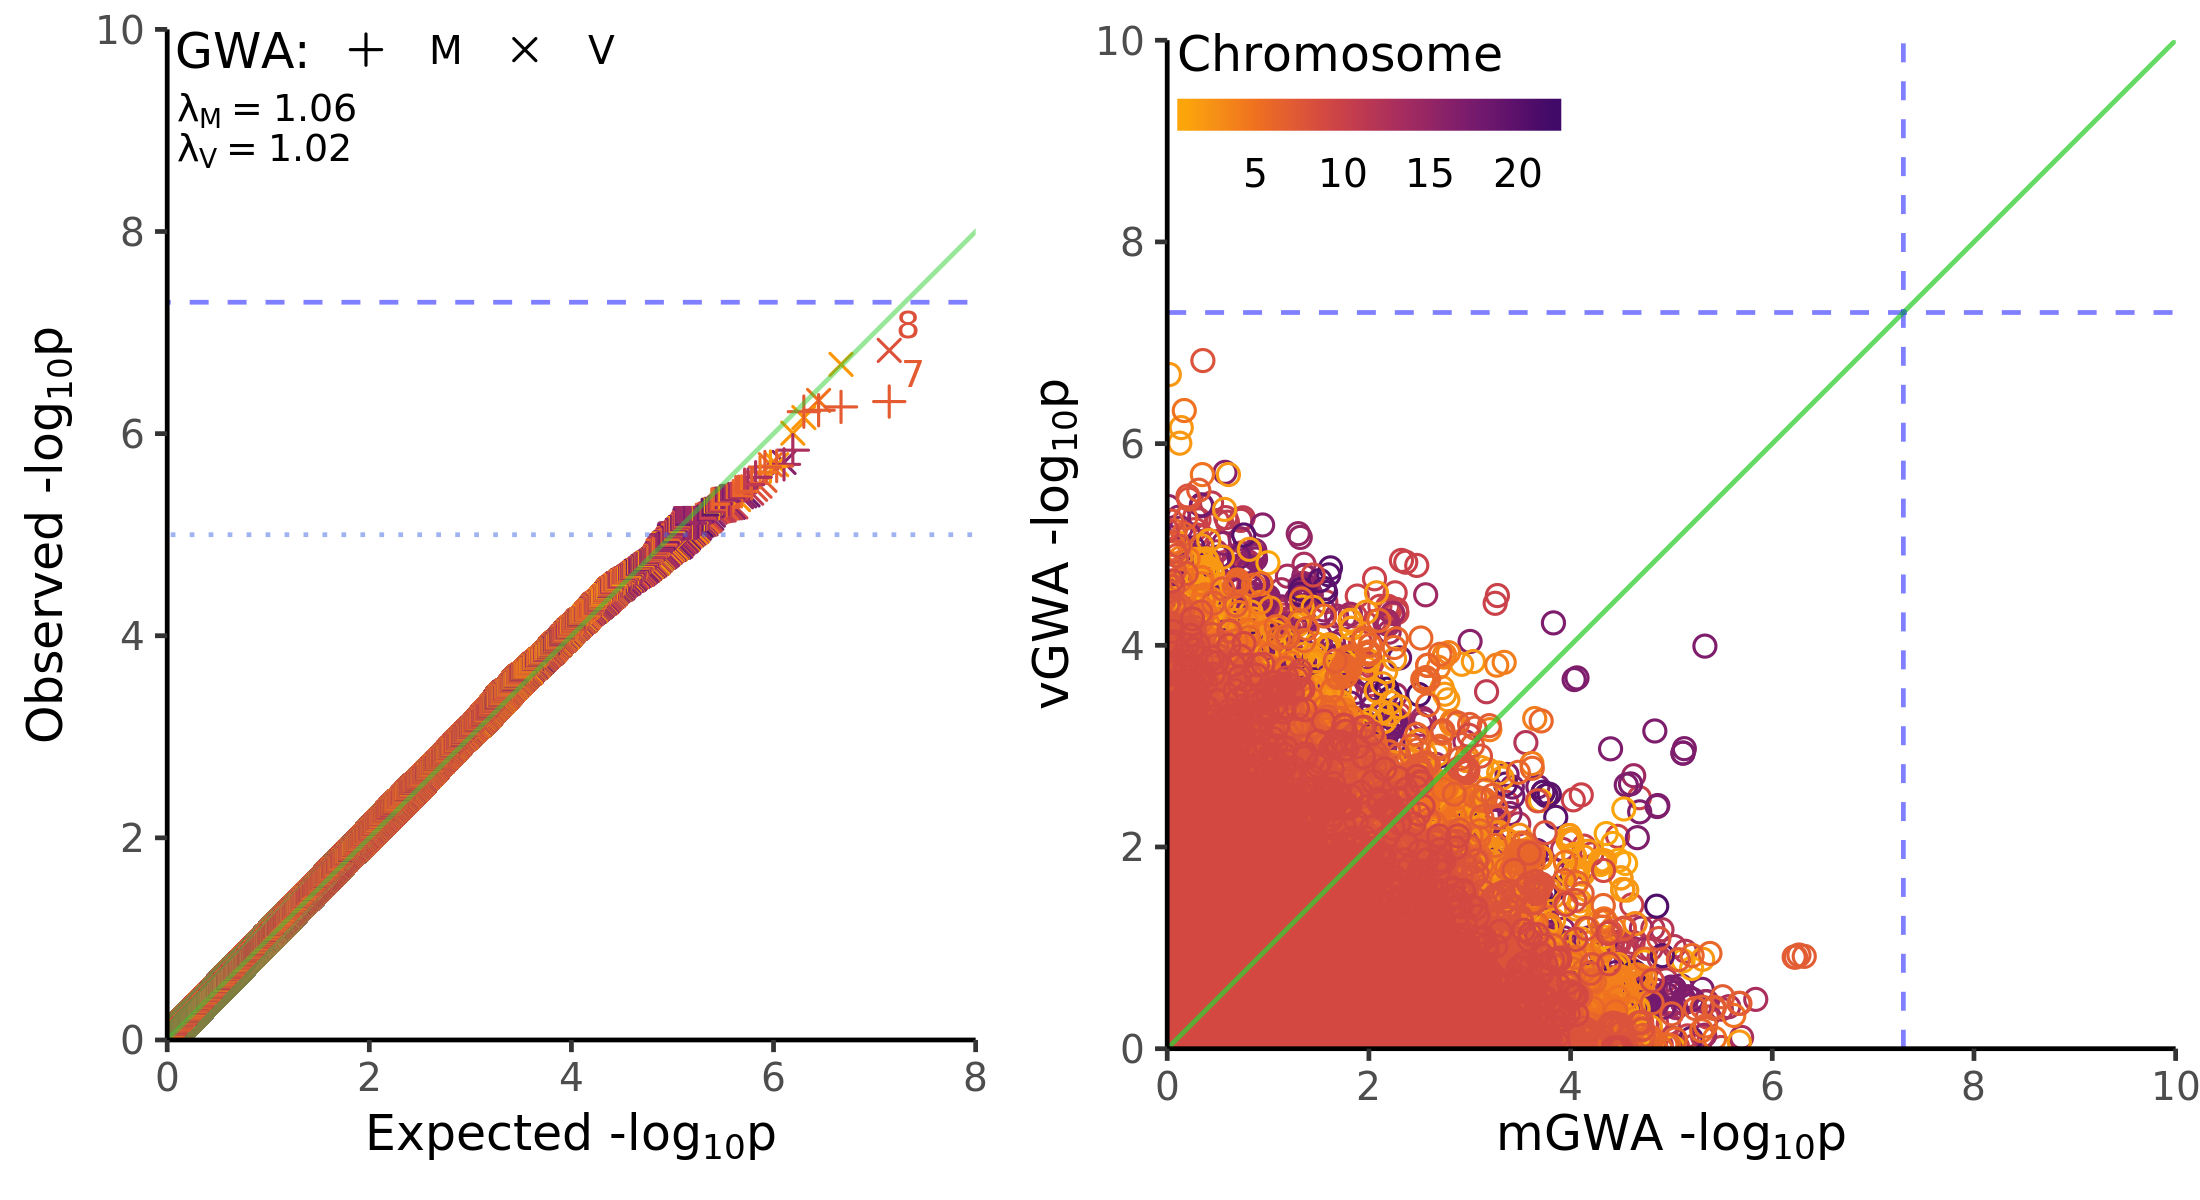 GWA: + M × V
λM = 1.06
λV = 1.02
10
8
6
4
2
0
8
7
0 2 4 6 8
Observed -log10p
Expected -log10p
Chromosome
5 10 15 20
10
8
6
4
2
0
0 2 4 6 8 10
vGWA -log10p
mGWA -log10p